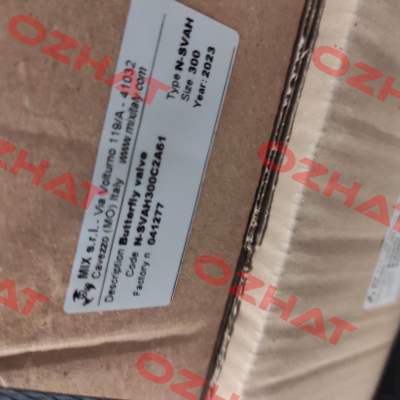 MIX s.r.l. - Via Volturno 119/A - 41032
Cavezzo (MO) Italy www.mixitaly.com
Description Butterfly valve
Type N-SVAH
Code N-SVAH300C2A61
Size 300
Factory n 041277
Year: 2023
OZHAT
OZHAT
OZHAT
OZHAT
OZHAT